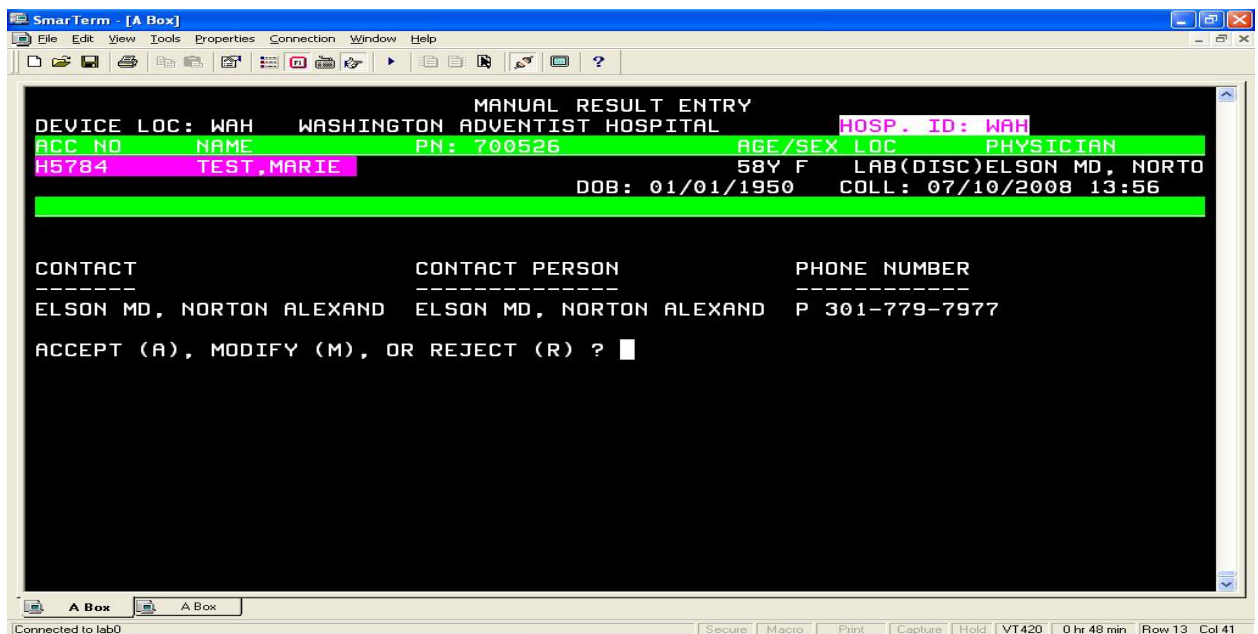 SmarTerm - [A Box]
File Edit View Tools Properties Connection Window Help
MANUAL RESULT ENTRY
DEVICE LOC: WAH WASHINGTON ADVENTIST HOSPITAL HOSP. ID: WAH
ACC NO NAME PN: 700526 AGE/SEX LOC PHYSICIAN
H5784 TEST,MARIE 58Y F LAB(DISC)ELSON MD, NORTO
DOB: 01/01/1950 COLL: 07/10/2008 13:56
CONTACT CONTACT PERSON PHONE NUMBER
------- -------------- ------------
ELSON MD, NORTON ALEXAND ELSON MD, NORTON ALEXAND P 301-779-7977
ACCEPT (A), MODIFY (M), OR REJECT (R) ?
A Box A Box
Connected to lab0 Secure Macro Print Capture Hold VT420 0 hr 48 min Row 13 Col 41